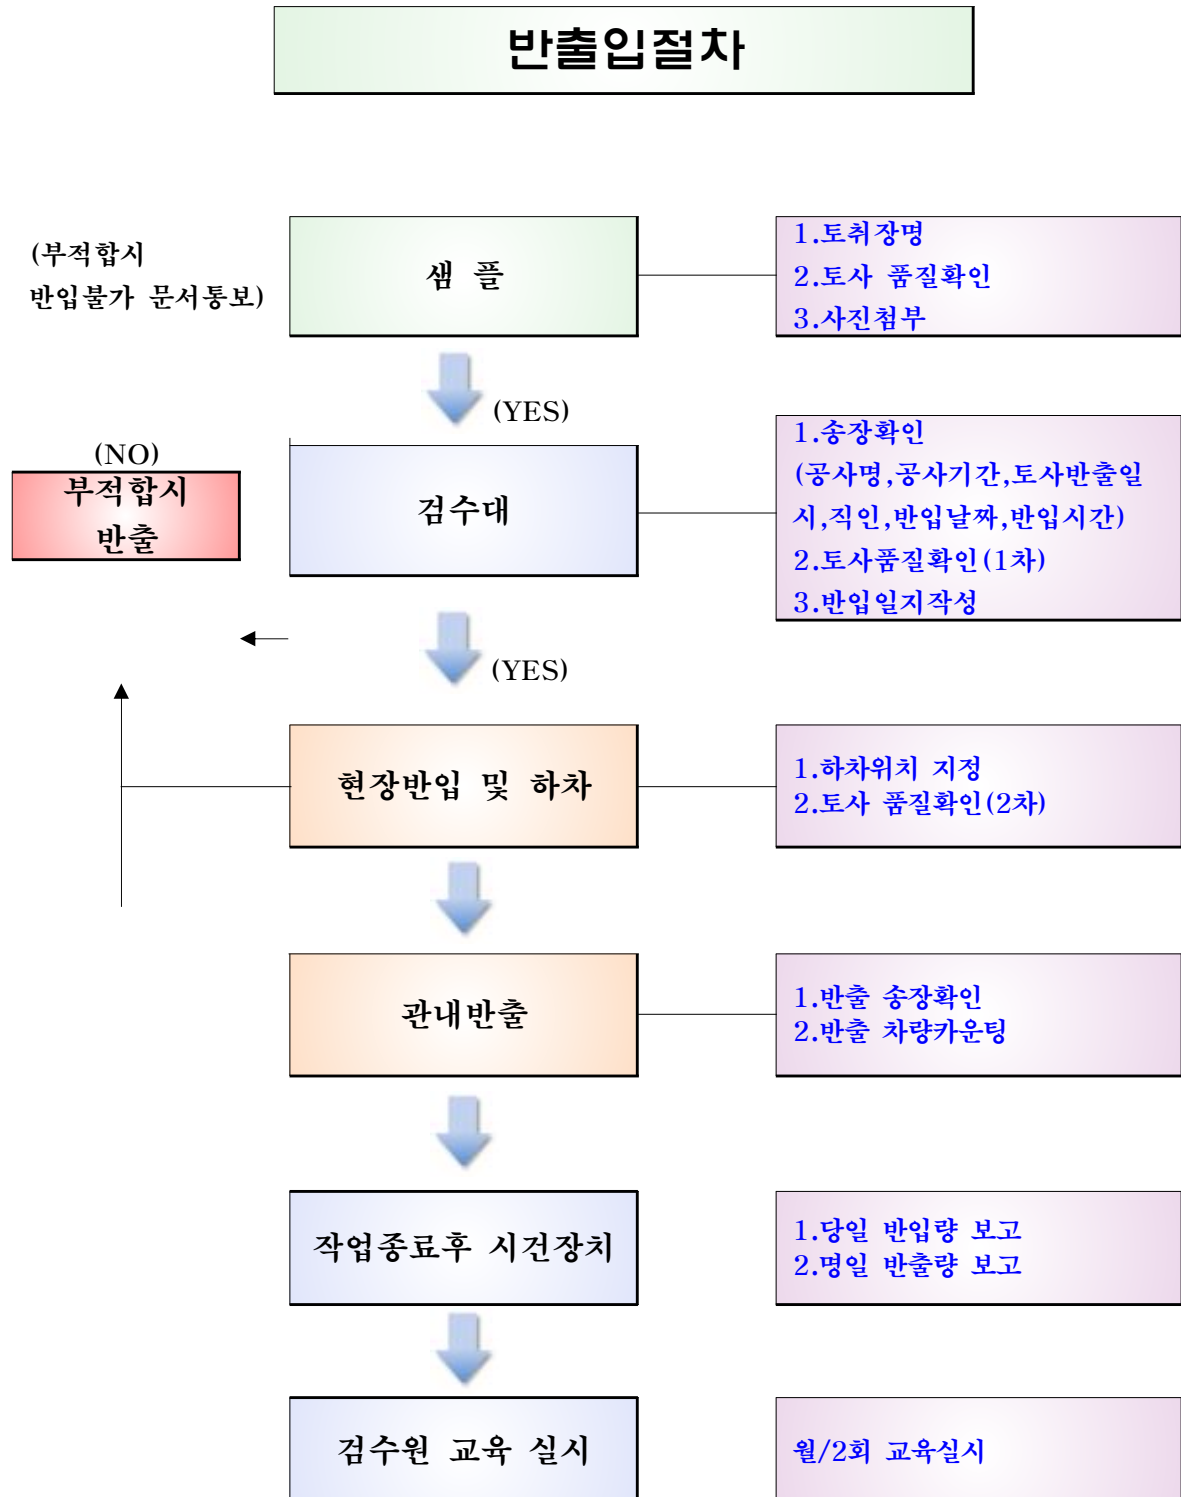 반출입절차
(부적합시
반입불가 문서통보)
샘 플
1.토취장명
2.토사 품질확인
3.사진첨부
(YES)
(NO)
부적합시
반출
검수대
1.송장확인
(공사명,공사기간,토사반출일
시,직인,반입날짜,반입시간)
2.토사품질확인(1차)
3.반입일지작성
(YES)
현장반입 및 하차
1.하차위치 지정
2.토사 품질확인(2차)
관내반출
1.반출 송장확인
2.반출 차량카운팅
작업종료후 시건장치
1.당일 반입량 보고
2.명일 반출량 보고
검수원 교육 실시
월/2회 교육실시